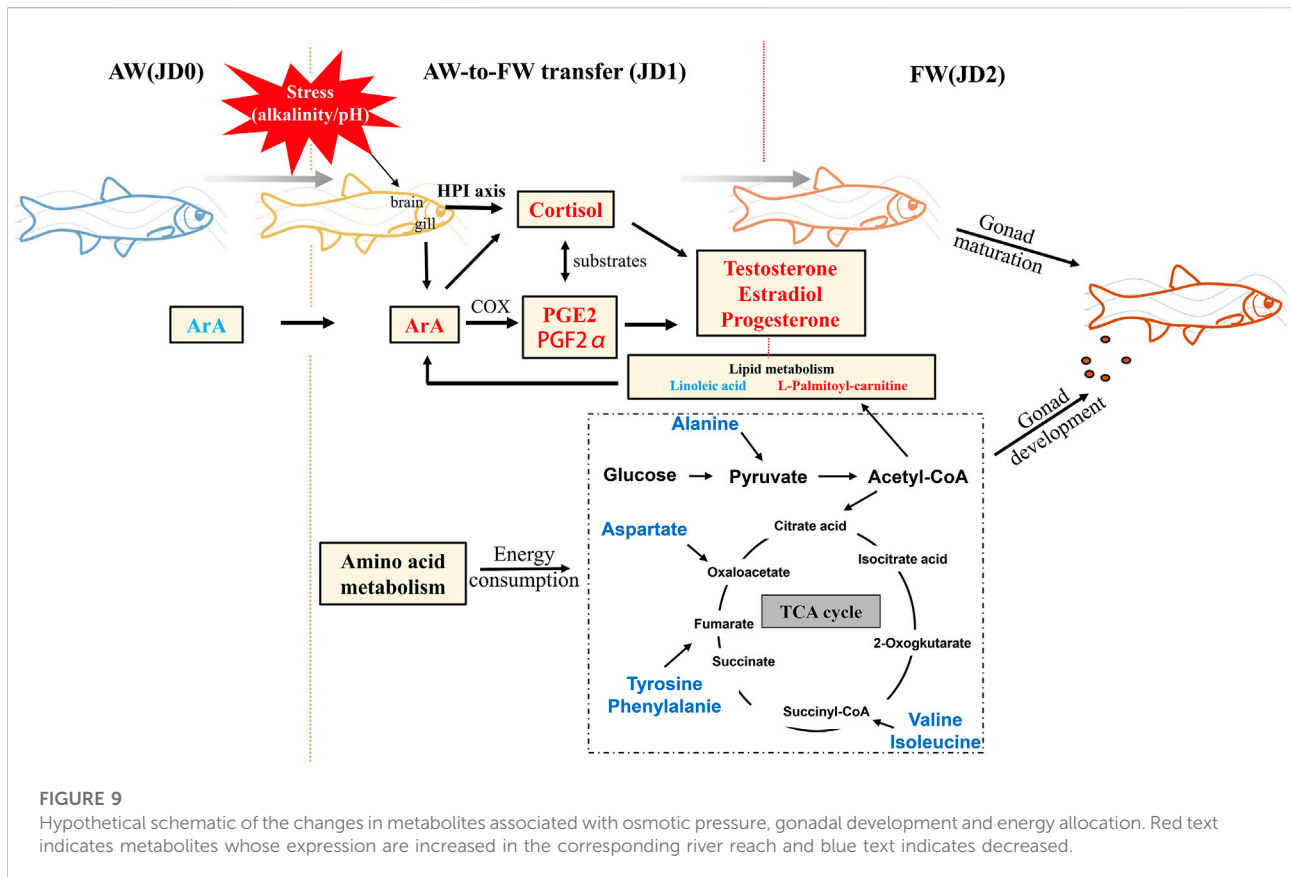 AW(JD0)
AW-to-FW transfer (JD1)
FW(JD2)
Stress
(alkalinity/pH)
brain
gill
HPI axis
Cortisol
substrates
ArA
ArA
COX
PGE2
PGF2 α
Testosterone
Estradiol
Progesterone
Gonad
maturation
Lipid metabolism
Linoleic acid L-Palmitoyl-carnitine
Gonad
development
Alanine
Glucose
Pyruvate
Acetyl-CoA
Aspartate
Citrate acid
Isocitrate acid
Oxaloacetate
Amino acid
metabolism
Energy
consumption
TCA cycle
Fumarate
2-Oxogkutarate
Succinate
Tyrosine
Phenylalanie
Succinyl-CoA
Valine
Isoleucine
FIGURE 9
Hypothetical schematic of the changes in metabolites associated with osmotic pressure, gonadal development and energy allocation. Red text
indicates metabolites whose expression are increased in the corresponding river reach and blue text indicates decreased.